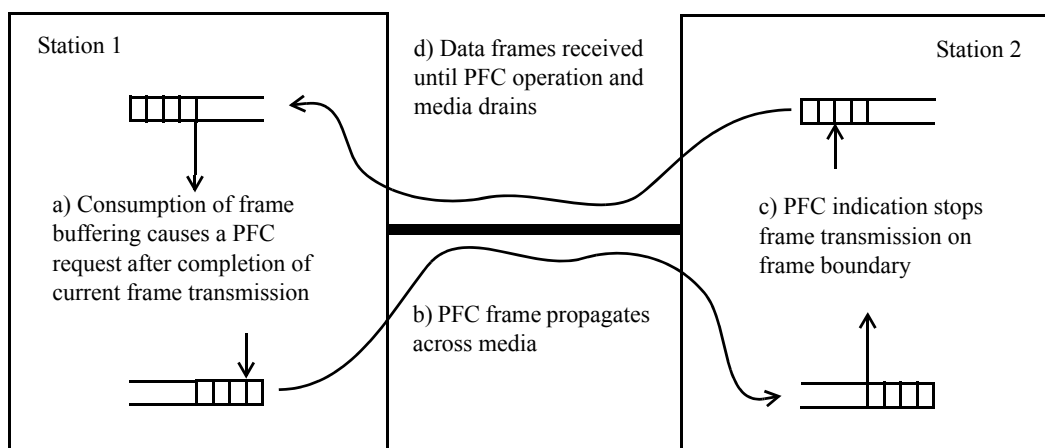 Station 1
d) Data frames received
until PFC operation and
media drains
Station 2
a) Consumption of frame
buffering causes a PFC
request after completion of
current frame transmission
c) PFC indication stops
frame transmission on
frame boundary
b) PFC frame propagates
across media